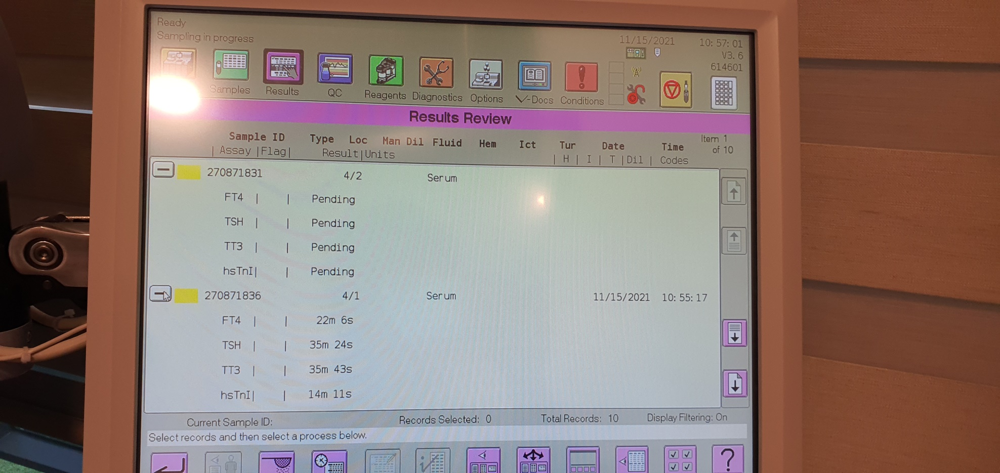 Ready
Sampling in progress
11/15/2021 10:57:01
V3.6
614601
Samples Results QC Reagents Diagnostics Options V-Docs Conditions
Results Review
Sample ID Type Loc Man Dil Fluid Hem Ict Tur Date Time Item 1
| Assay |Flag| Result|Units | H | I | T |Dil | Codes of 10
270871831 4/2 Serum
FT4 | | Pending
TSH | | Pending
TT3 | | Pending
hsTnI| | Pending
270871836 4/1 Serum 11/15/2021 10:55:17
FT4 | | 22m 6s
TSH | | 35m 24s
TT3 | | 35m 43s
hsTnI| | 14m 11s
Current Sample ID: Records Selected: 0 Total Records: 10 Display Filtering: On
Select records and then select a process below.
?